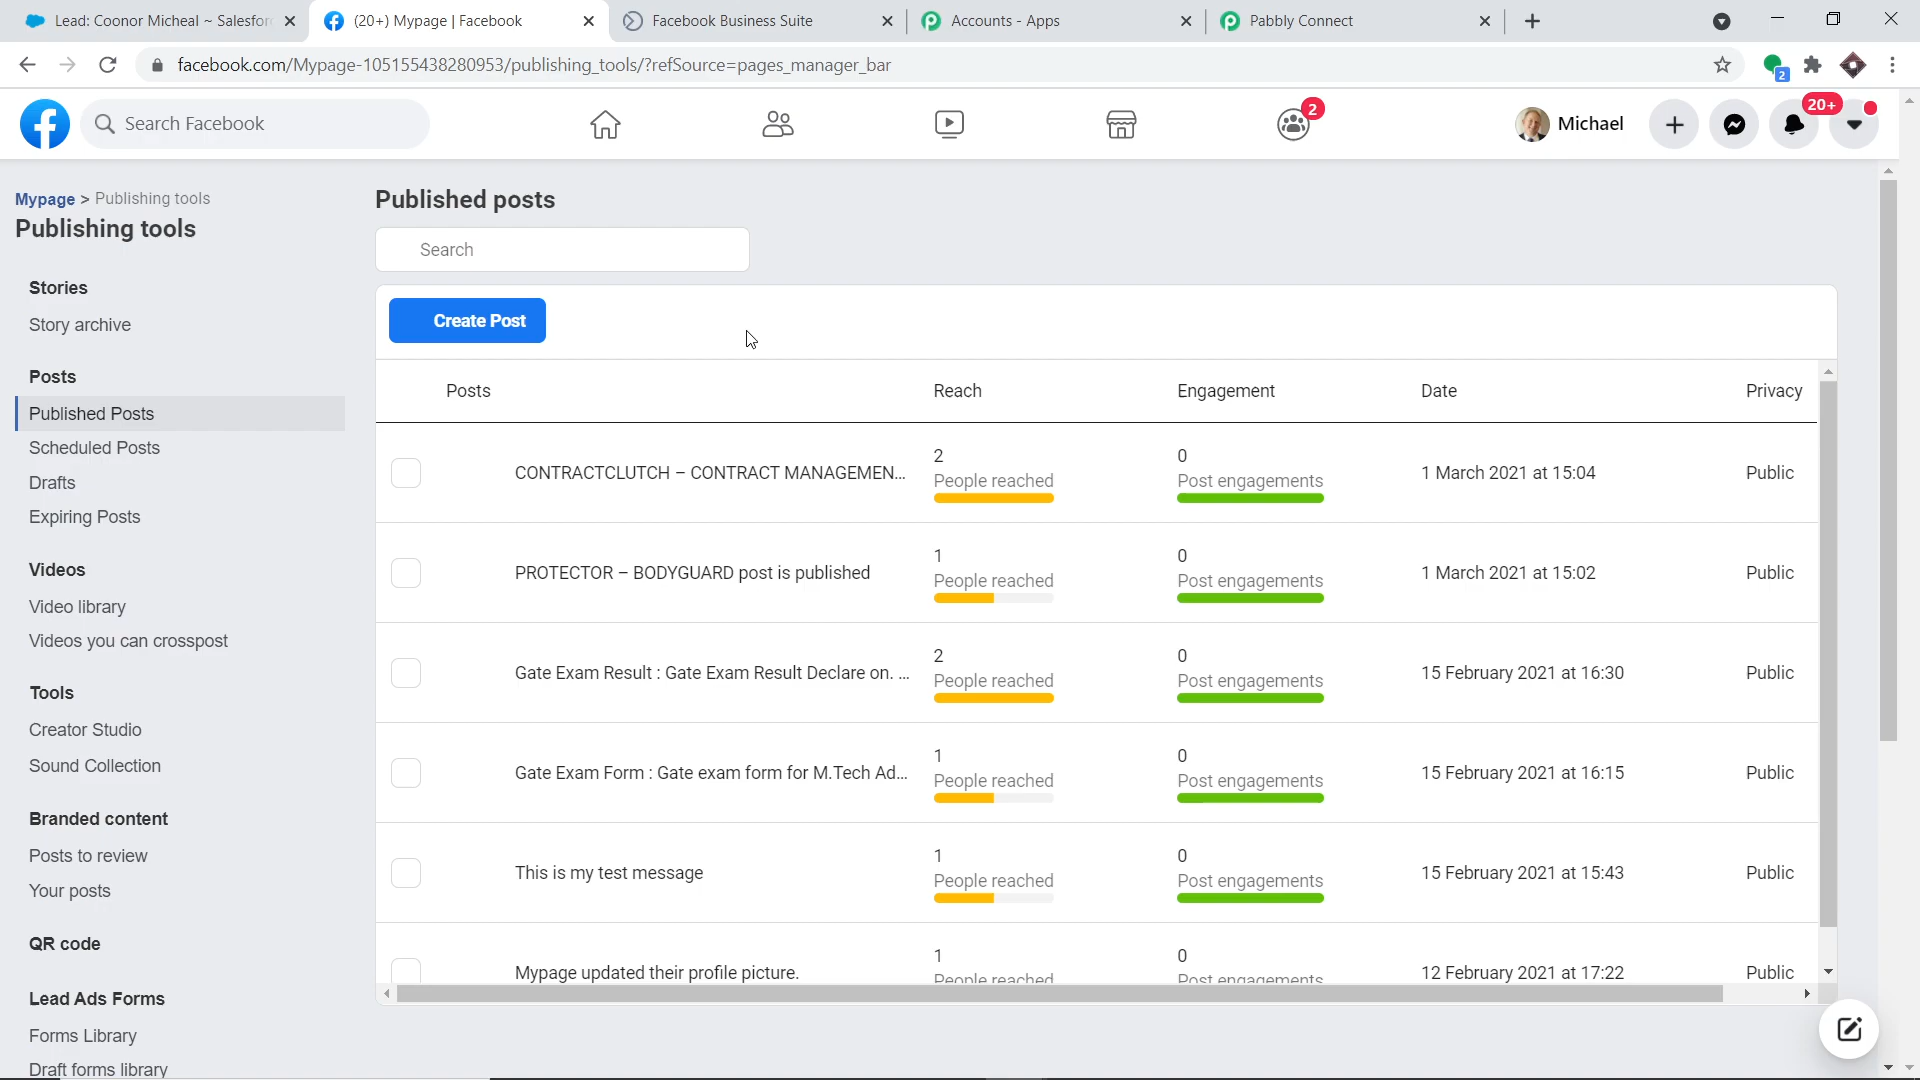 Lead: Coonor Micheal ~ Salesfor
(20+) Mypage | Facebook
Facebook Business Suite
Accounts - Apps
Pabbly Connect
facebook.com/Mypage-105155438280953/publishing_tools/?refSource=pages_manager_bar
2
Search Facebook
2
Michael
20+
Mypage > Publishing tools
Publishing tools
Stories
Story archive
Posts
Published Posts
Scheduled Posts
Drafts
Expiring Posts
Videos
Video library
Videos you can crosspost
Tools
Creator Studio
Sound Collection
Branded content
Posts to review
Your posts
QR code
Lead Ads Forms
Forms Library
Draft forms library
Published posts
Search
Create Post
Posts Reach Engagement Date Privacy
CONTRACTCLUTCH – CONTRACT MANAGEMEN... 2 People reached 0 Post engagements 1 March 2021 at 15:04 Public
PROTECTOR – BODYGUARD post is published 1 People reached 0 Post engagements 1 March 2021 at 15:02 Public
Gate Exam Result : Gate Exam Result Declare on. ... 2 People reached 0 Post engagements 15 February 2021 at 16:30 Public
Gate Exam Form : Gate exam form for M.Tech Ad... 1 People reached 0 Post engagements 15 February 2021 at 16:15 Public
This is my test message 1 People reached 0 Post engagements 15 February 2021 at 15:43 Public
Mypage updated their profile picture. 1 People reached 0 Post engagements 12 February 2021 at 17:22 Public